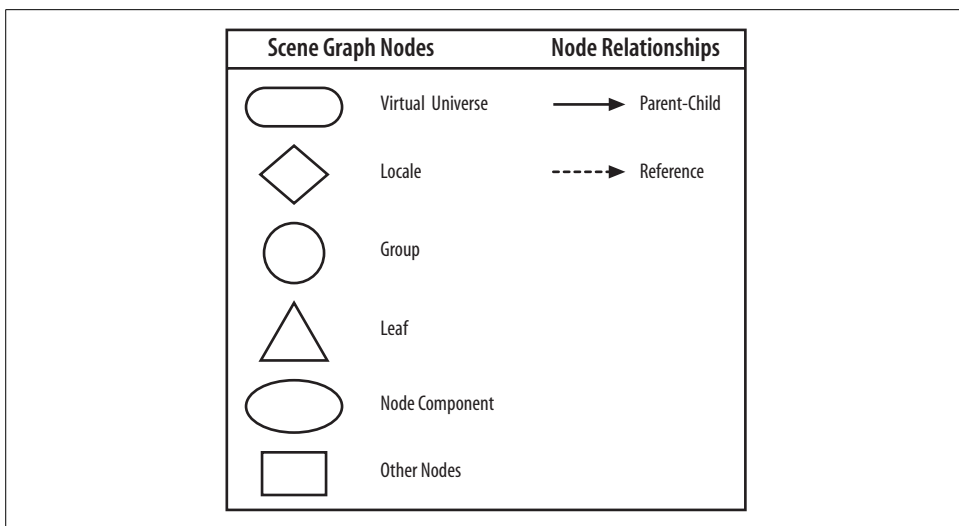 Scene Graph Nodes Node Relationships
Virtual Universe Parent-Child
Locale Reference
Group
Leaf
Node Component
Other Nodes